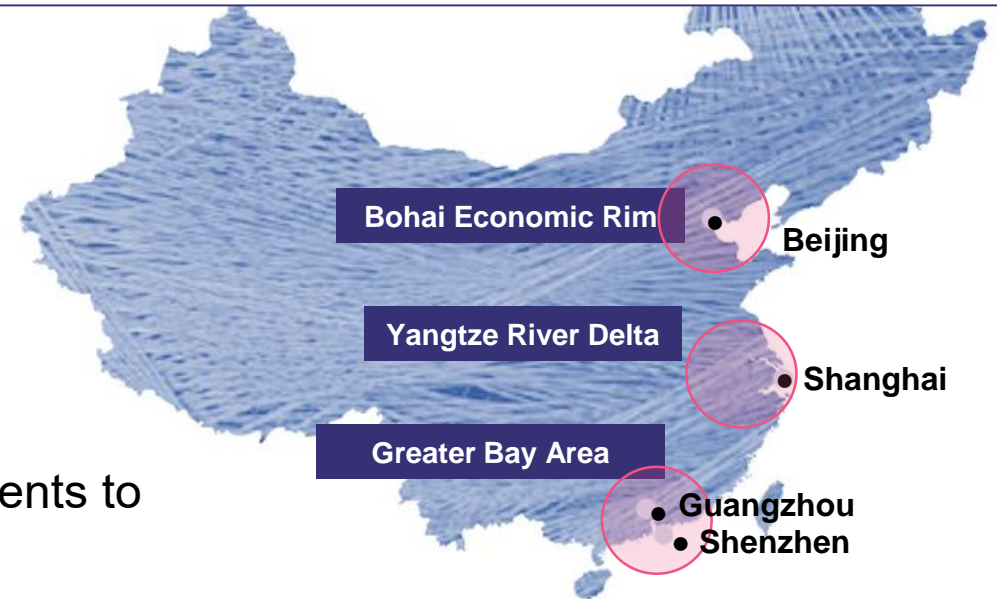 Bohai Economic Rim
Beijing
Yangtze River Delta
Shanghai
Greater Bay Area
ents to
Guangzhou
Shenzhen